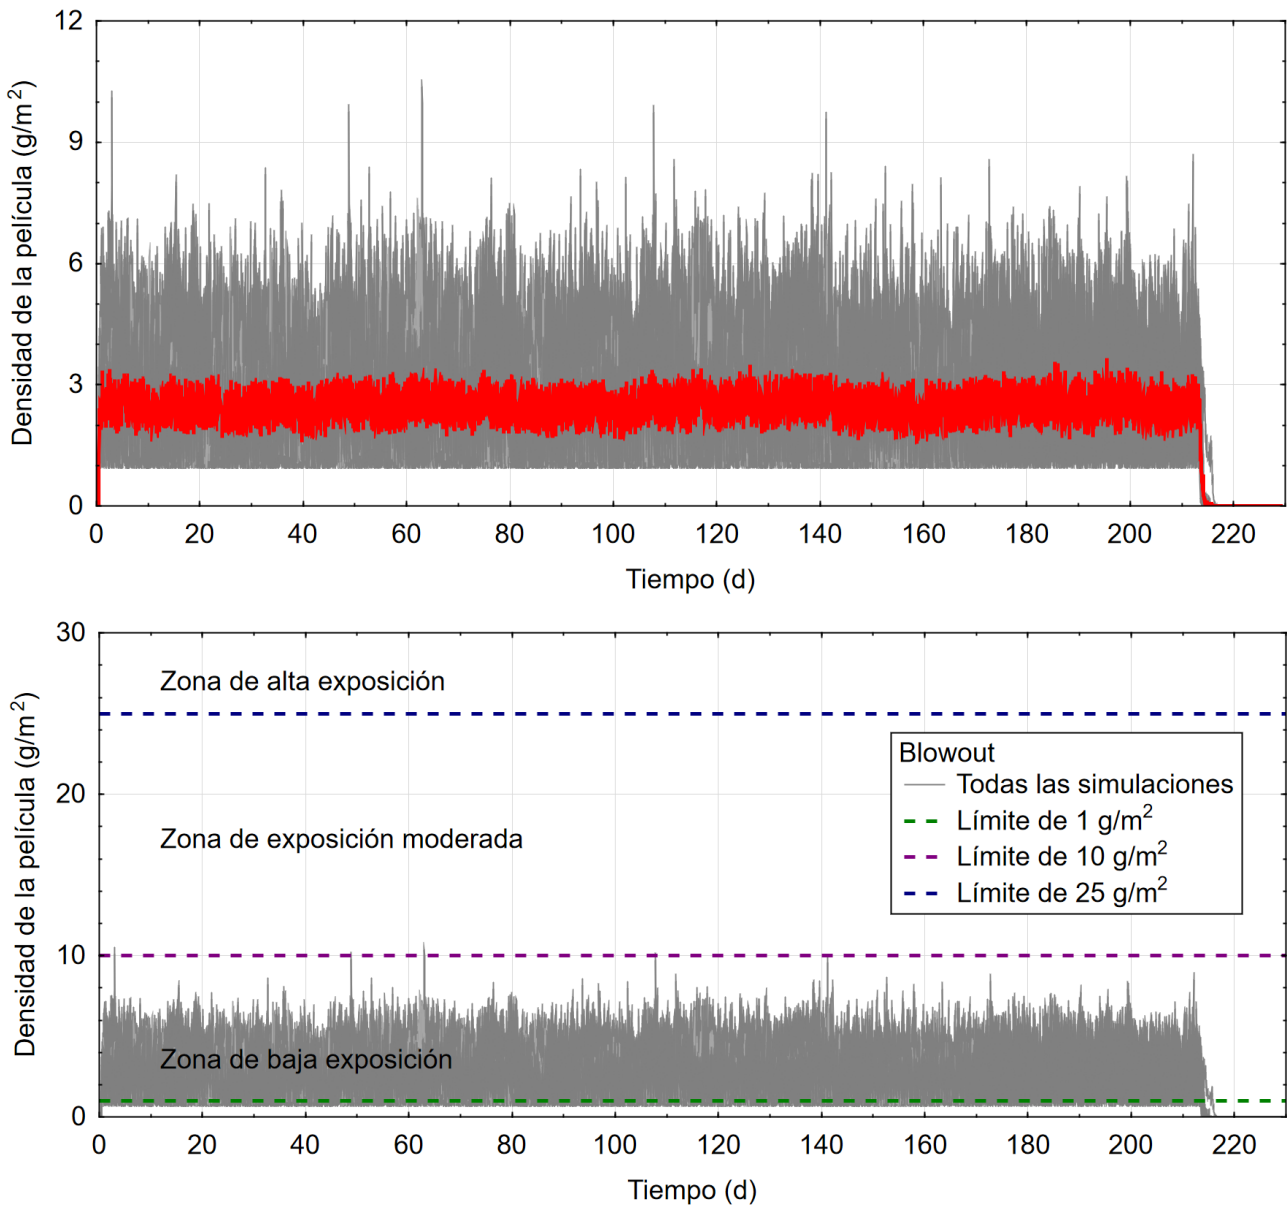 12
9
6
3
0
Densidad de la película (g/m²)
0 20 40 60 80 100 120 140 160 180 200 220
Tiempo (d)
30
20
10
0
Densidad de la película (g/m²)
Zona de alta exposición
Zona de exposición moderada
Zona de baja exposición
Blowout
Todas las simulaciones
Límite de 1 g/m²
Límite de 10 g/m²
Límite de 25 g/m²
0 20 40 60 80 100 120 140 160 180 200 220
Tiempo (d)